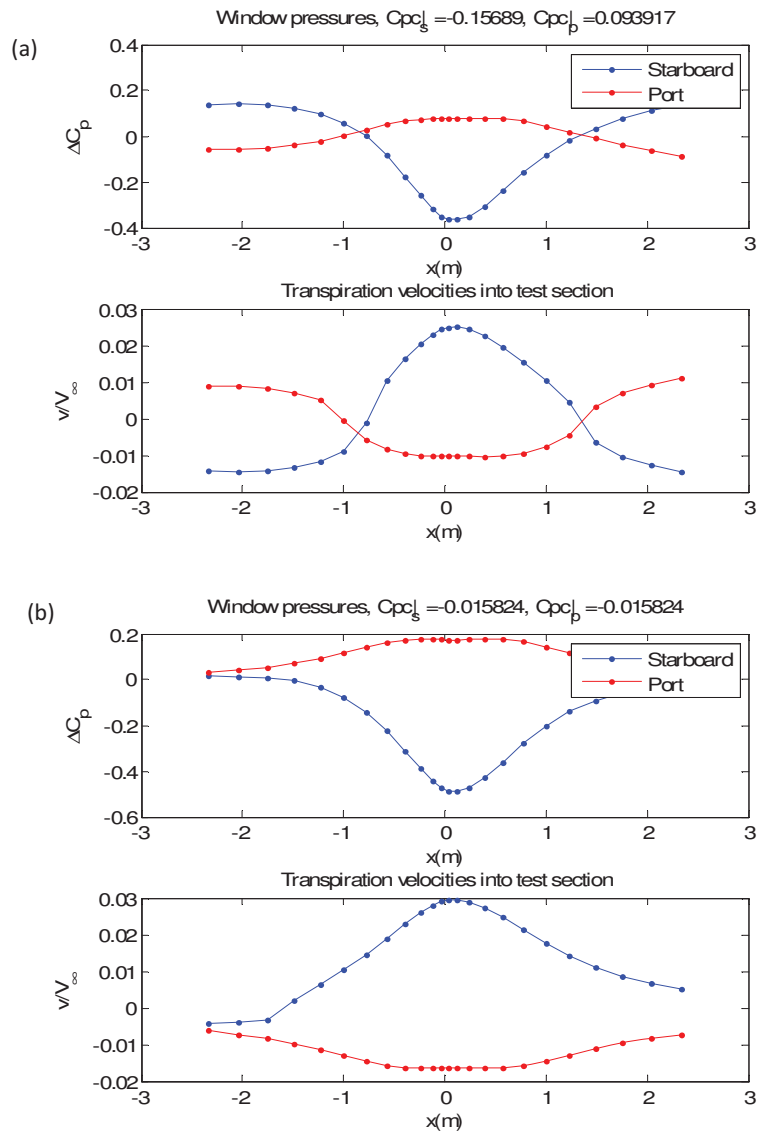 (a)
Window pressures, Cpc|s =-0.15689, Cpc|p =0.093917
0.4
0.2
0
-0.2
-0.4
ΔCp
Starboard
Port
-3 -2 -1 0 1 2 3
x(m)
Transpiration velocities into test section
0.03
0.02
0.01
0
-0.01
-0.02
v/V∞
-3 -2 -1 0 1 2 3
x(m)
(b)
Window pressures, Cpc|s =-0.015824, Cpc|p =-0.015824
0.2
0
-0.2
-0.4
-0.6
ΔCp
Starboard
Port
-3 -2 -1 0 1 2 3
x(m)
Transpiration velocities into test section
0.03
0.02
0.01
0
-0.01
-0.02
v/V∞
-3 -2 -1 0 1 2 3
x(m)